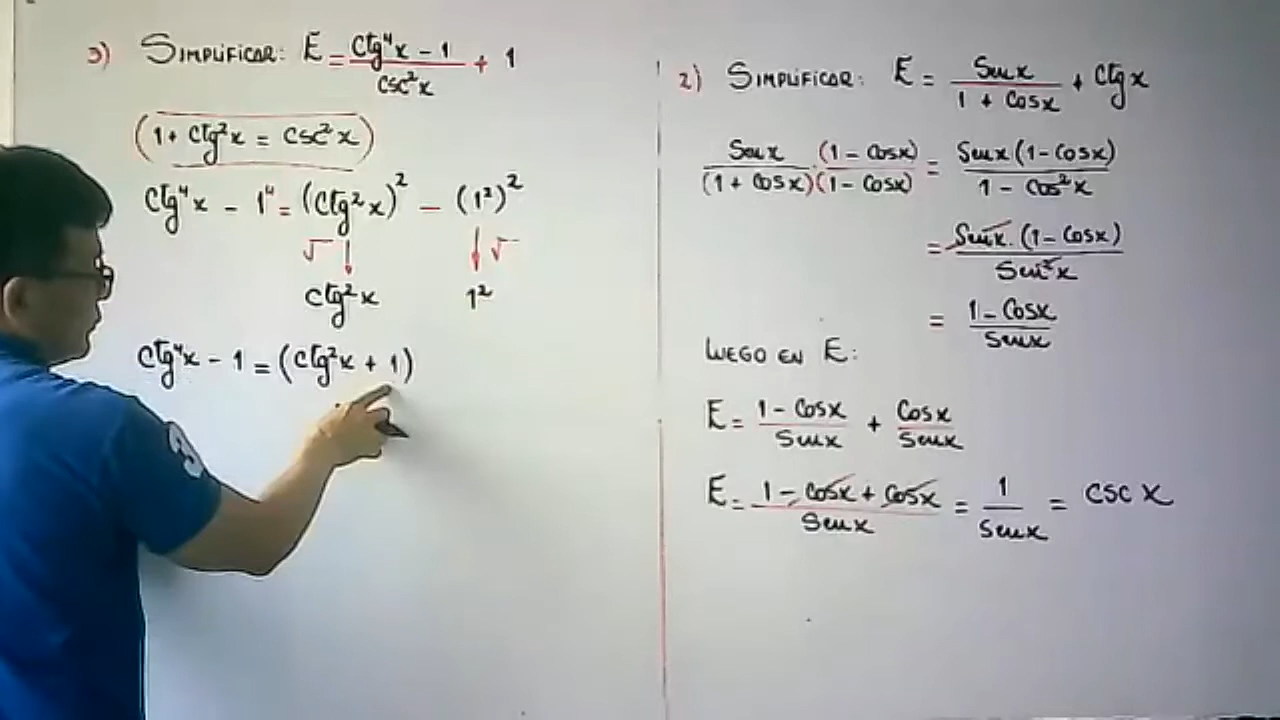 3) Simplificar: E = (Ctg⁴x - 1)/(csc²x) + 1
(1 + Ctg²x = csc²x)
Ctg⁴x - 1⁴ = (Ctg²x)² - (1²)²
√ ↓ ↓ √
Ctg²x 1²
Ctg⁴x - 1 = (Ctg²x + 1)
3
2) Simplificar: E = Senx/(1 + Cosx) + Ctgx
Senx/(1 + Cosx) . (1 - Cosx)/(1 - Cosx) = Senx (1 - Cosx)/(1 - Cos²x)
= Senx . (1 - Cosx)/Sen²x
= (1 - Cosx)/Senx
Luego en E:
E = (1 - Cosx)/Senx + Cosx/Senx
E = (1 - Cosx + Cosx)/Senx = 1/Senx = csc x